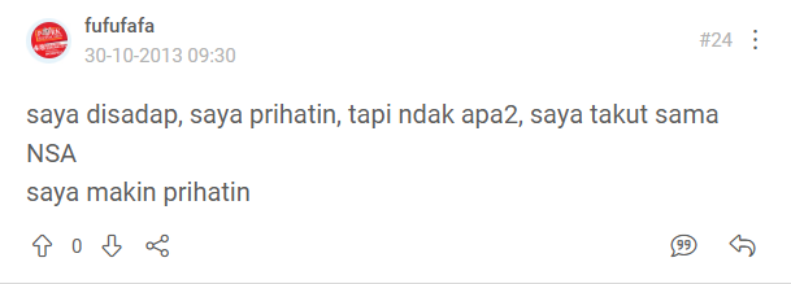 fufufafa
30-10-2013 09:30
#24
saya disadap, saya prihatin, tapi ndak apa2, saya takut sama
NSA
saya makin prihatin
0
99